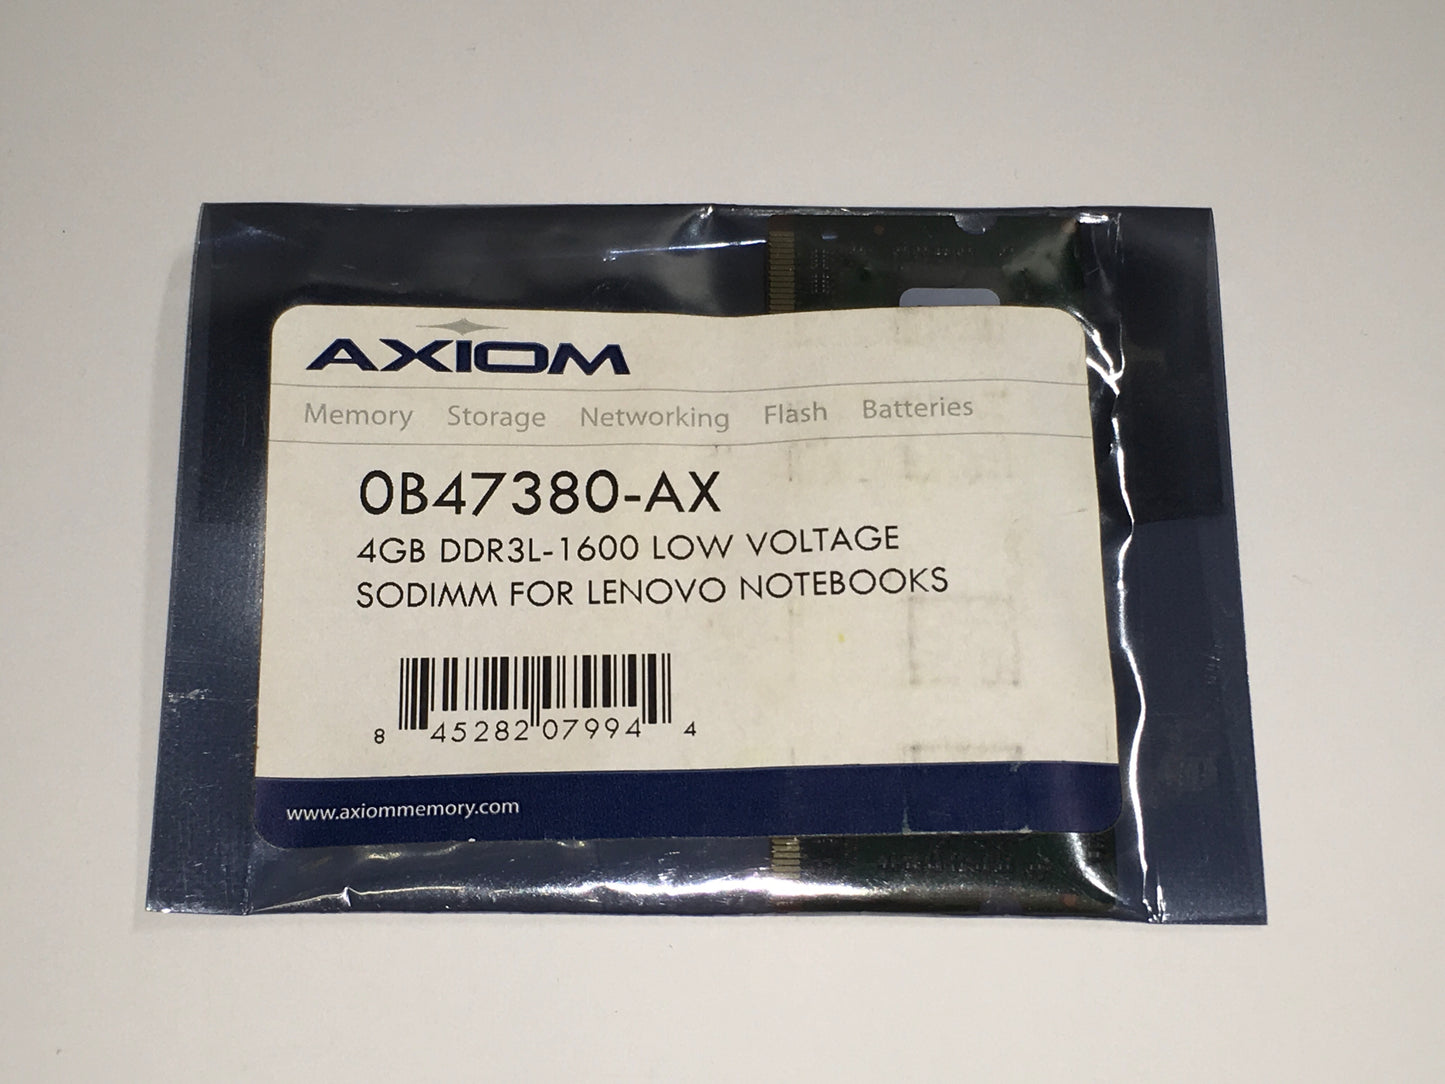 AXIOM
Memory Storage Networking Flash Batteries
0B47380-AX
4GB DDR3L-1600 LOW VOLTAGE
SODIMM FOR LENOVO NOTEBOOKS
8 45282 07994 4
www.axiommemory.com